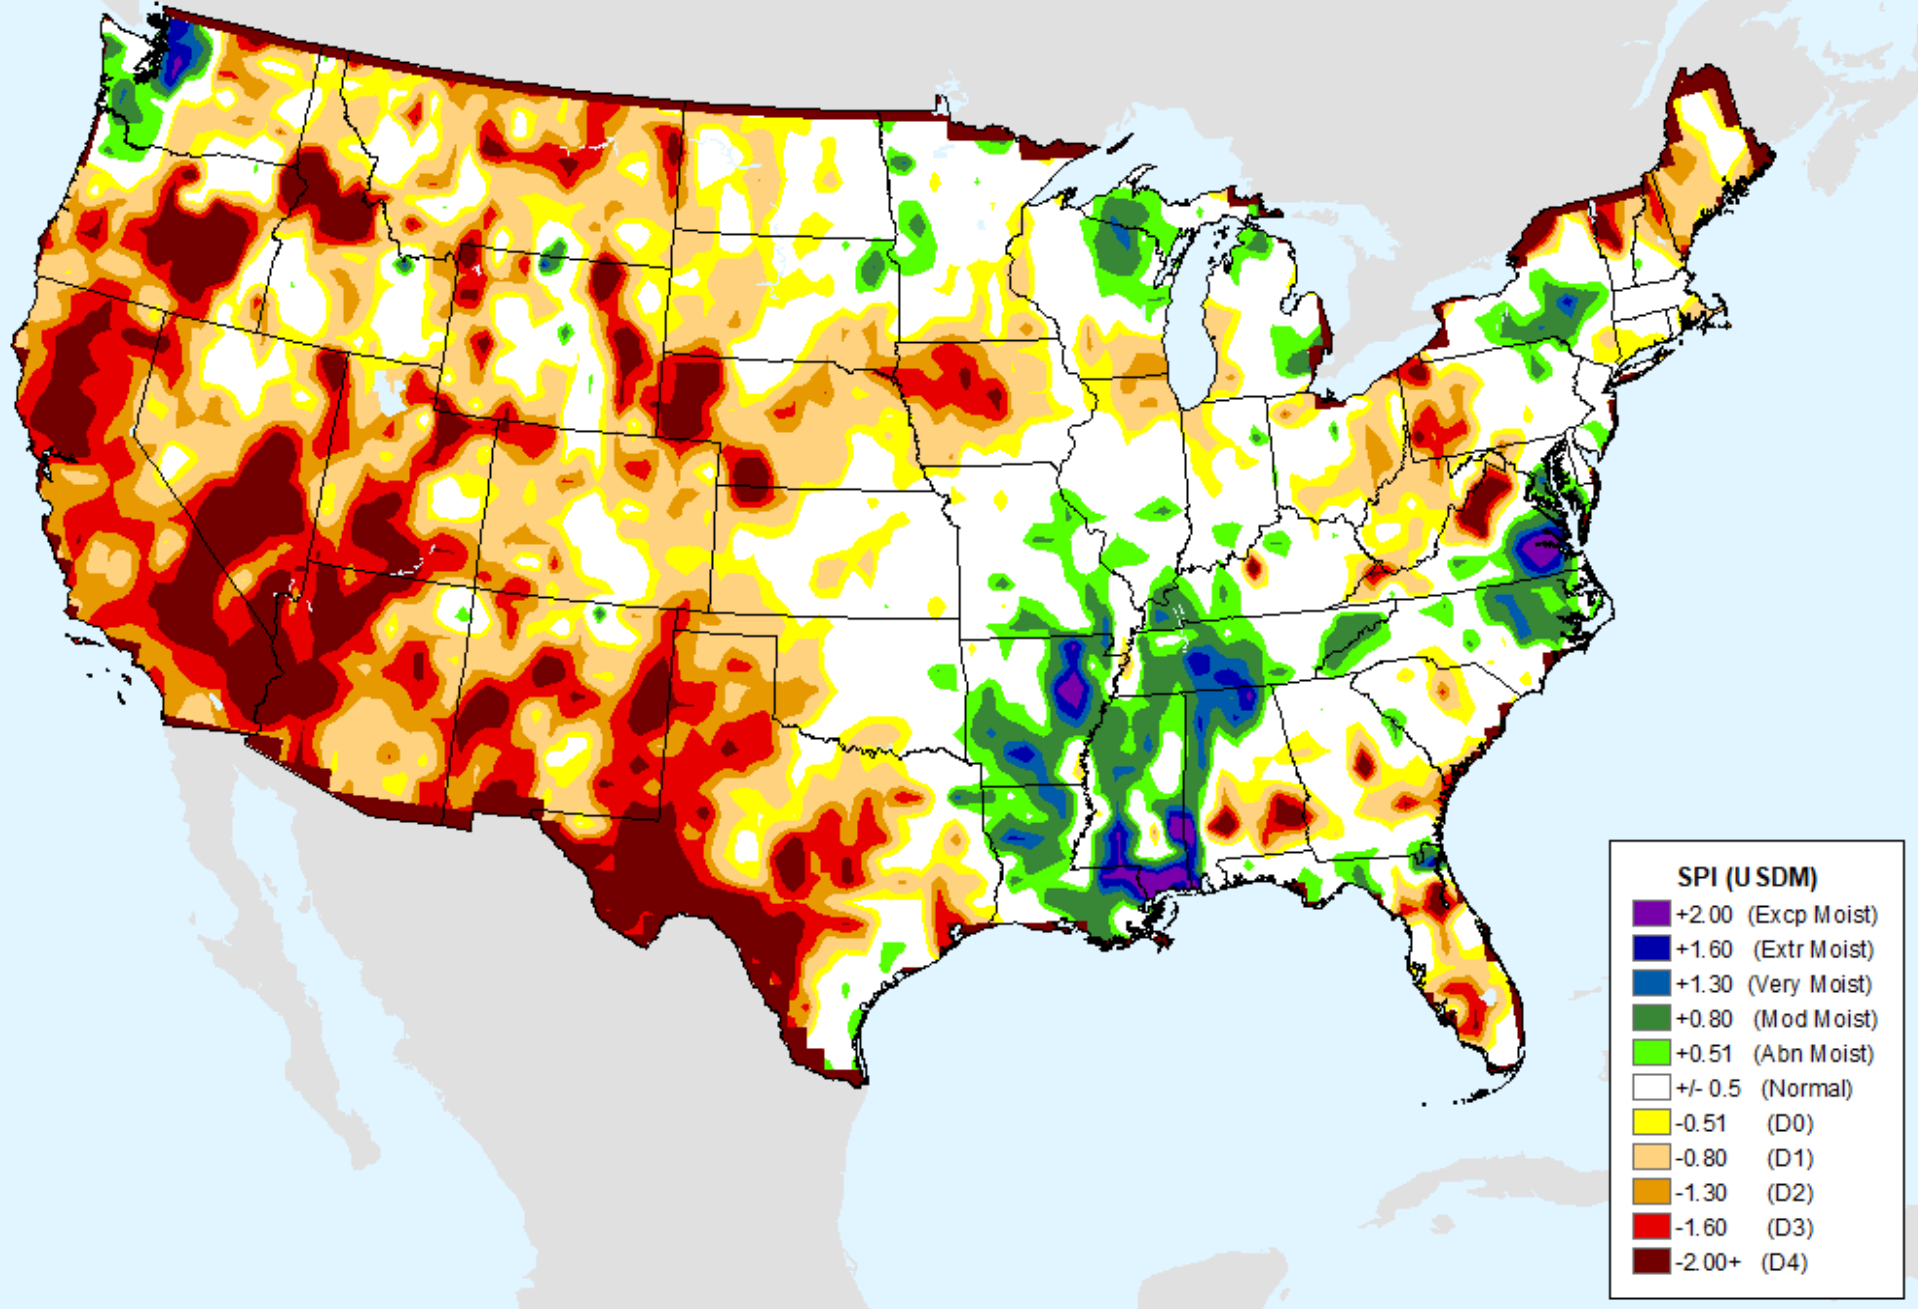 SPI (USDM)
+2.00 (Excp Moist)
+1.60 (Extr Moist)
+1.30 (Very Moist)
+0.80 (Mod Moist)
+0.51 (Abn Moist)
+/- 0.5 (Normal)
-0.51 (D0)
-0.80 (D1)
-1.30 (D2)
-1.60 (D3)
-2.00+ (D4)